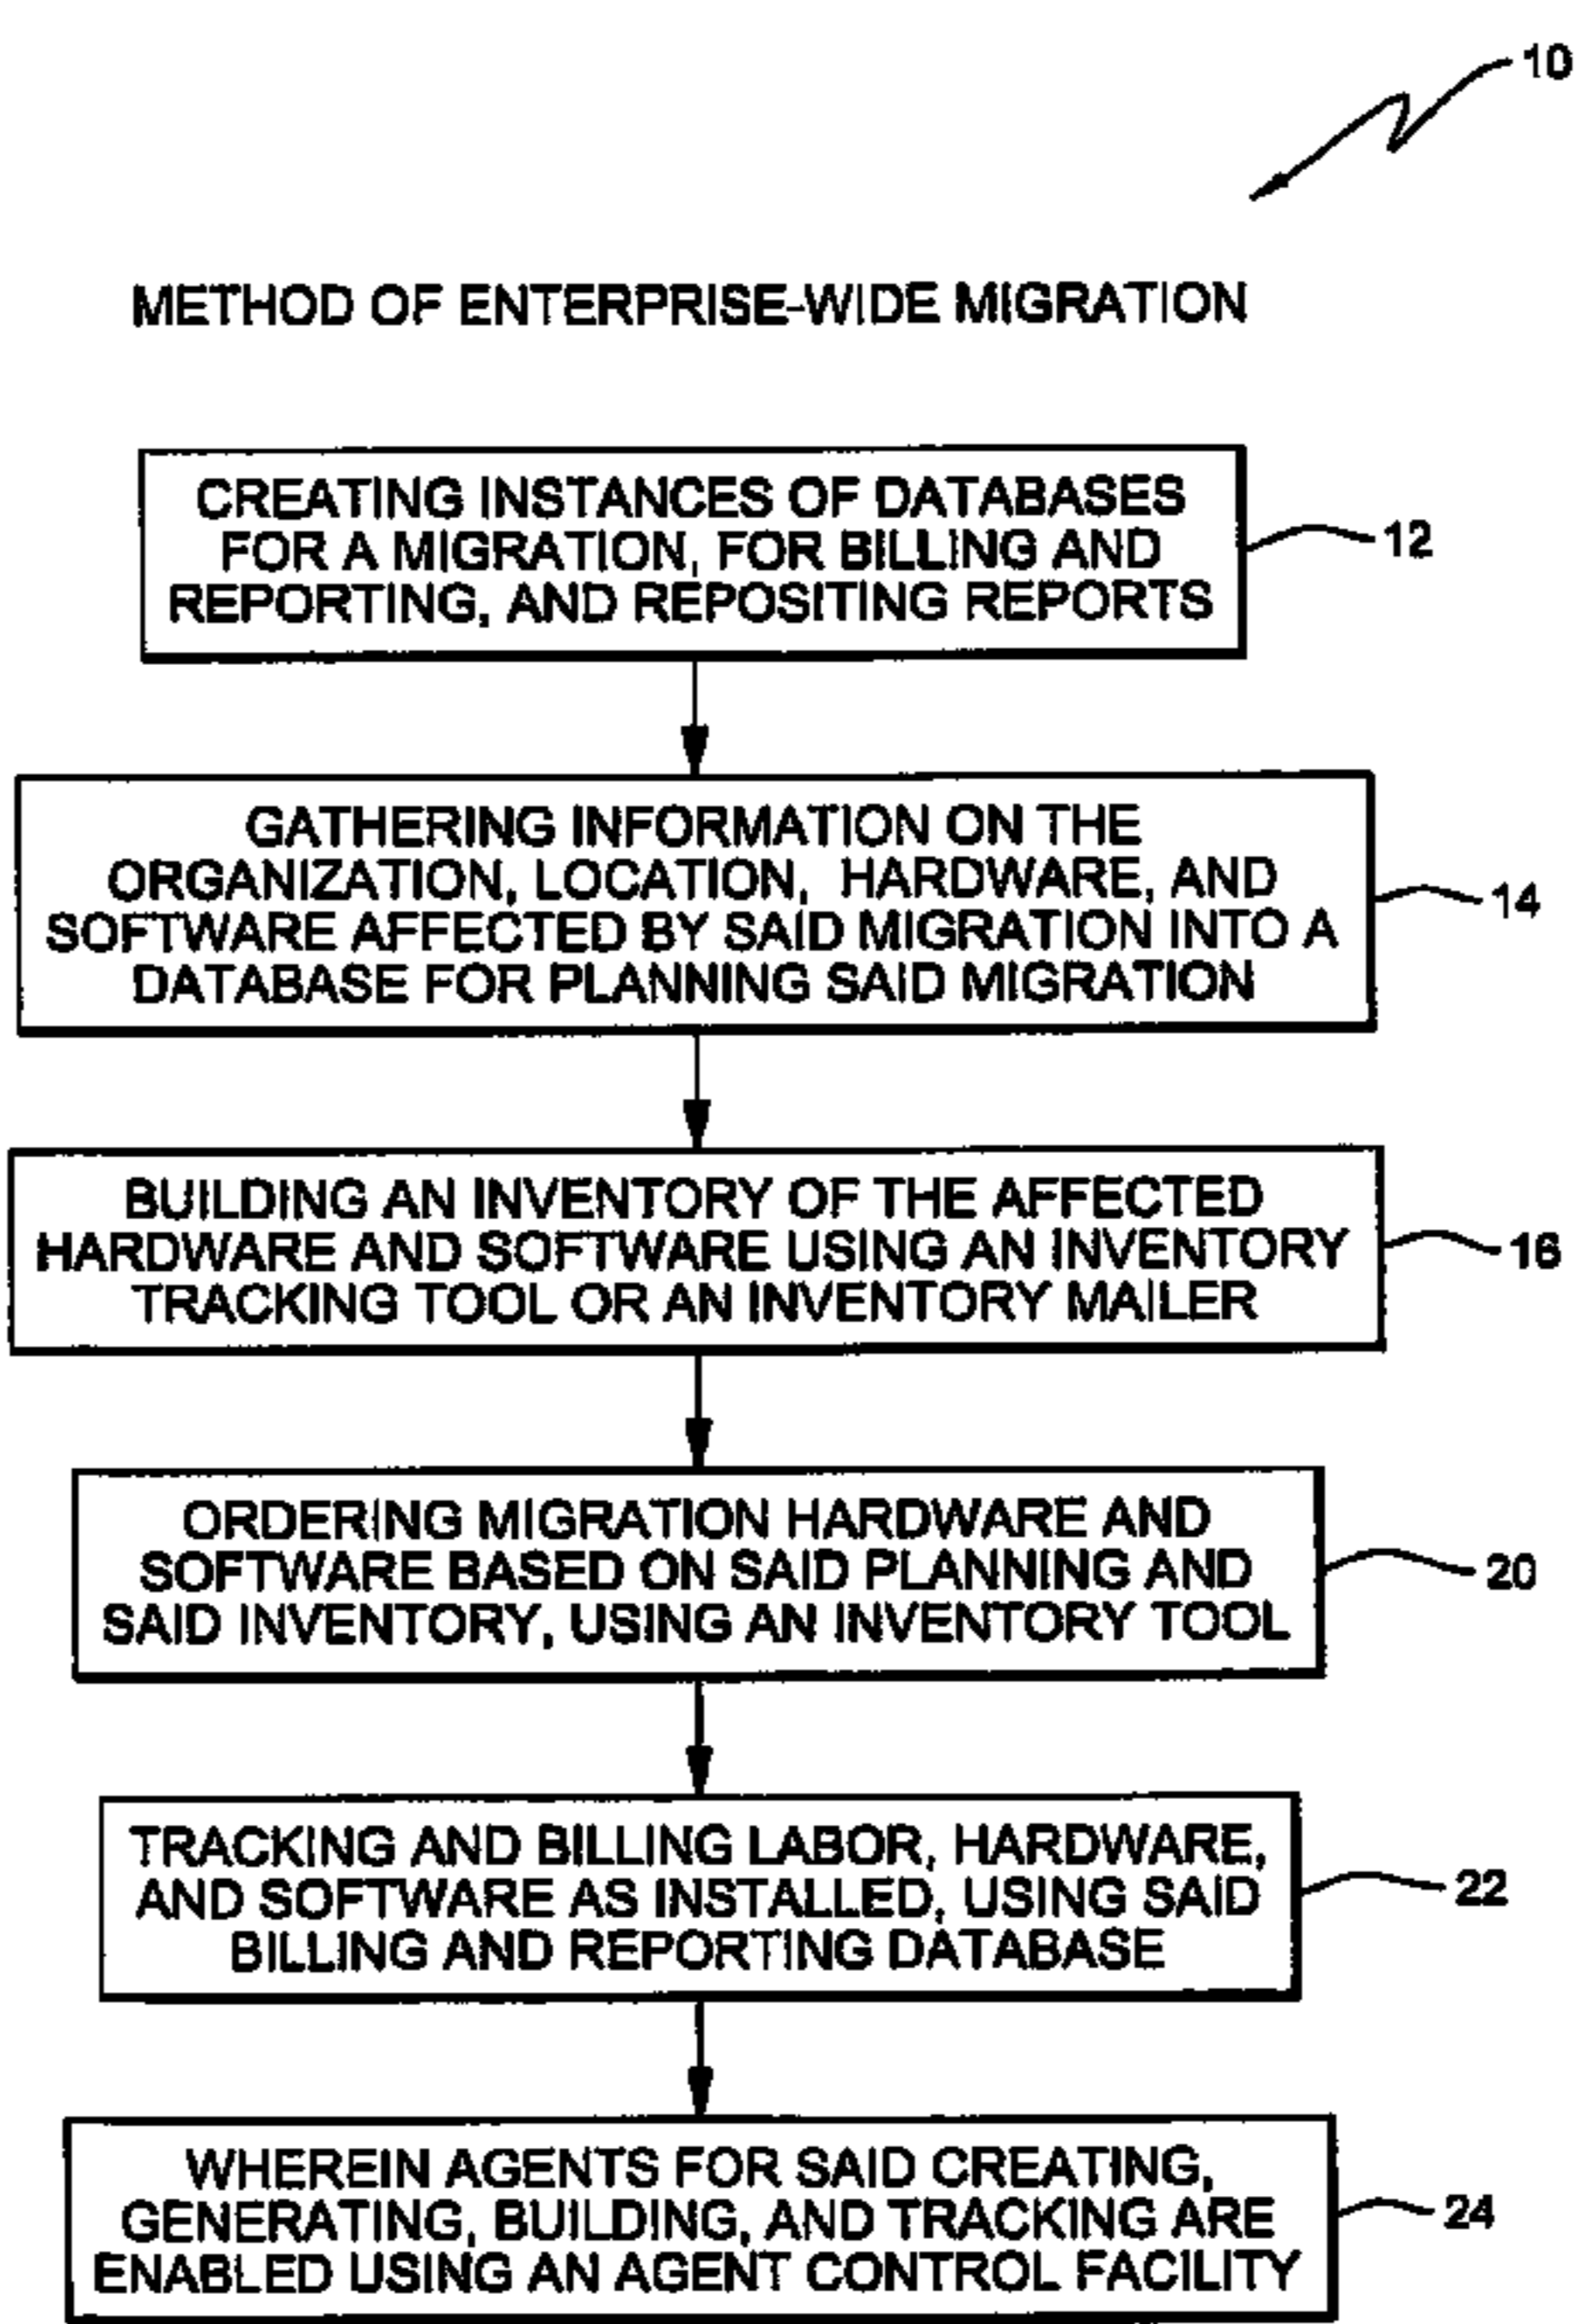 10
METHOD OF ENTERPRISE-WIDE MIGRATION
CREATING INSTANCES OF DATABASES
FOR A MIGRATION, FOR BILLING AND
REPORTING, AND REPOSITING REPORTS
12
GATHERING INFORMATION ON THE
ORGANIZATION, LOCATION, HARDWARE, AND
SOFTWARE AFFECTED BY SAID MIGRATION INTO A
DATABASE FOR PLANNING SAID MIGRATION
14
BUILDING AN INVENTORY OF THE AFFECTED
HARDWARE AND SOFTWARE USING AN INVENTORY
TRACKING TOOL OR AN INVENTORY MAILER
16
ORDERING MIGRATION HARDWARE AND
SOFTWARE BASED ON SAID PLANNING AND
SAID INVENTORY, USING AN INVENTORY TOOL
20
TRACKING AND BILLING LABOR, HARDWARE,
AND SOFTWARE AS INSTALLED, USING SAID
BILLING AND REPORTING DATABASE
22
WHEREIN AGENTS FOR SAID CREATING,
GENERATING, BUILDING, AND TRACKING ARE
ENABLED USING AN AGENT CONTROL FACILITY
24